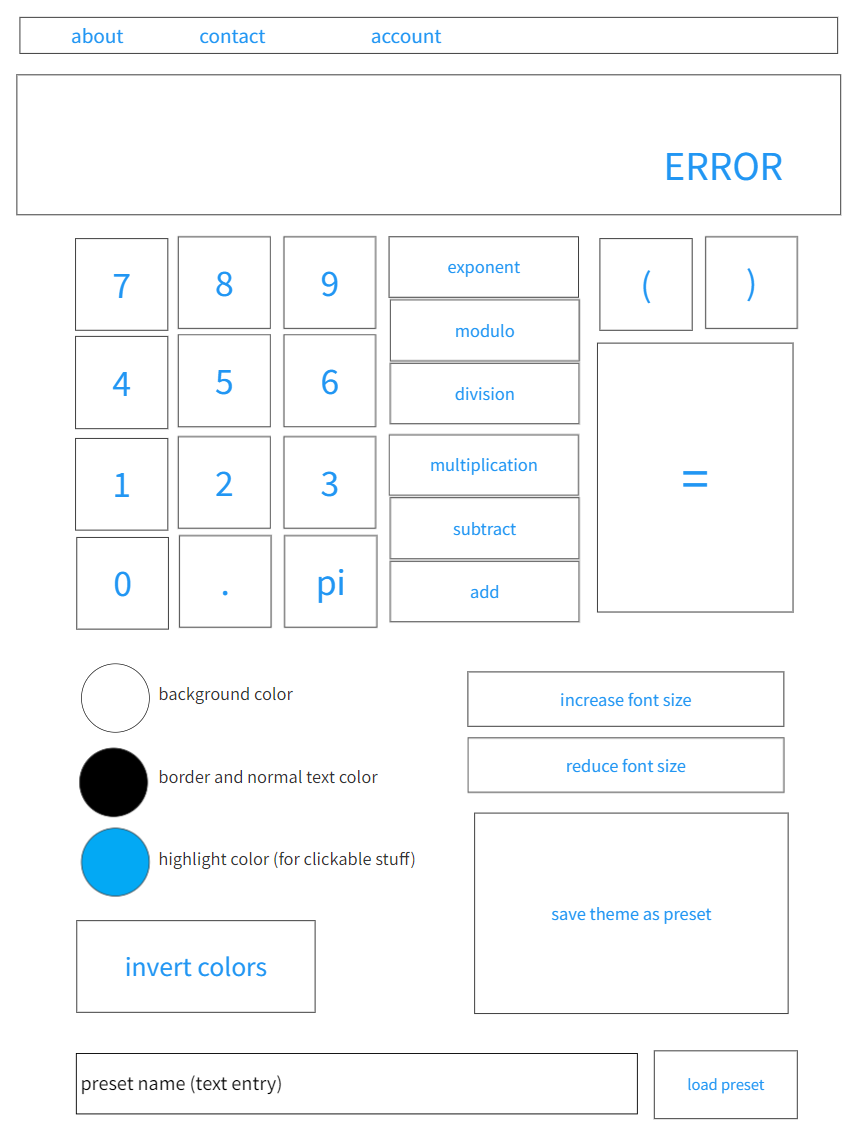 about contact account
ERROR
7 8 9 exponent ( )
modulo
4 5 6 division
=
1 2 3 multiplication
subtract
0 . pi add
background color
increase font size
border and normal text color
reduce font size
highlight color (for clickable stuff)
save theme as preset
invert colors
preset name (text entry) load preset